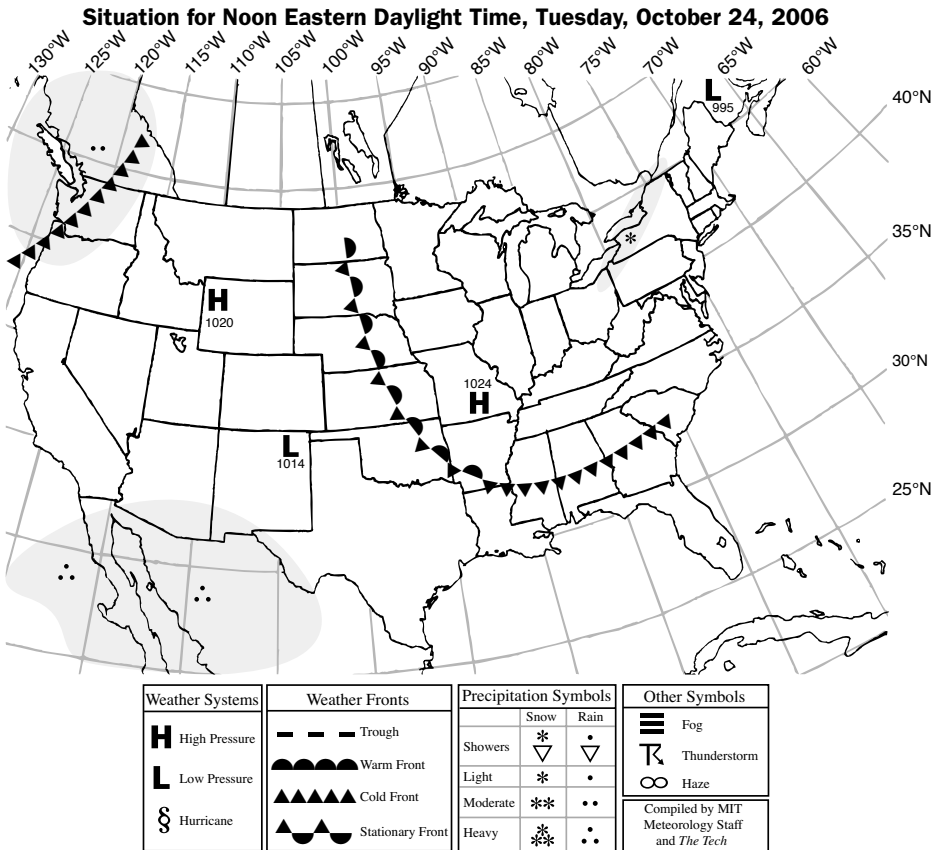 Situation for Noon Eastern Daylight Time, Tuesday, October 24, 2006
130°W 125°W 120°W 115°W 110°W 105°W 100°W 95°W 90°W 85°W 80°W 75°W 70°W 65°W 60°W
40°N
35°N
30°N
25°N
L
995
H
1020
1024
H
L
1014
Weather Systems
H High Pressure
L Low Pressure
§ Hurricane
Weather Fronts
Trough
Warm Front
Cold Front
Stationary Front
Precipitation Symbols
Snow Rain
Showers
Light
Moderate
Heavy
Other Symbols
Fog
Thunderstorm
Haze
Compiled by MIT
Meteorology Staff
and The Tech